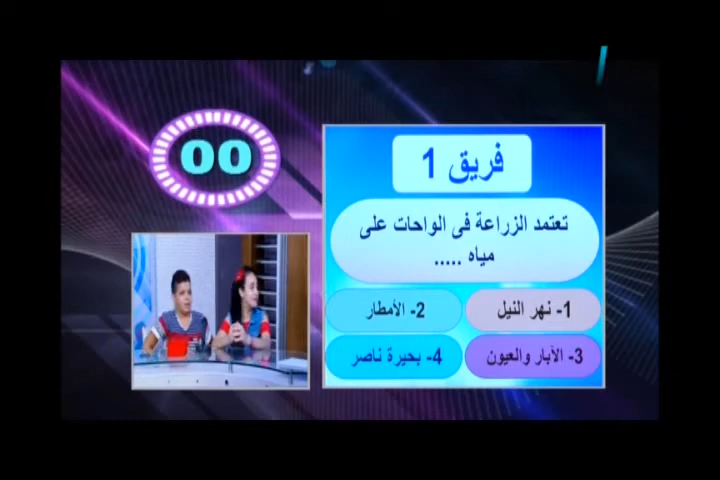 00
فريق 1
تعتمد الزراعة فى الواحات على
مياه .....
1- نهر النيل
2- الأمطار
3- الأبار والعيون
4- بحيرة ناصر